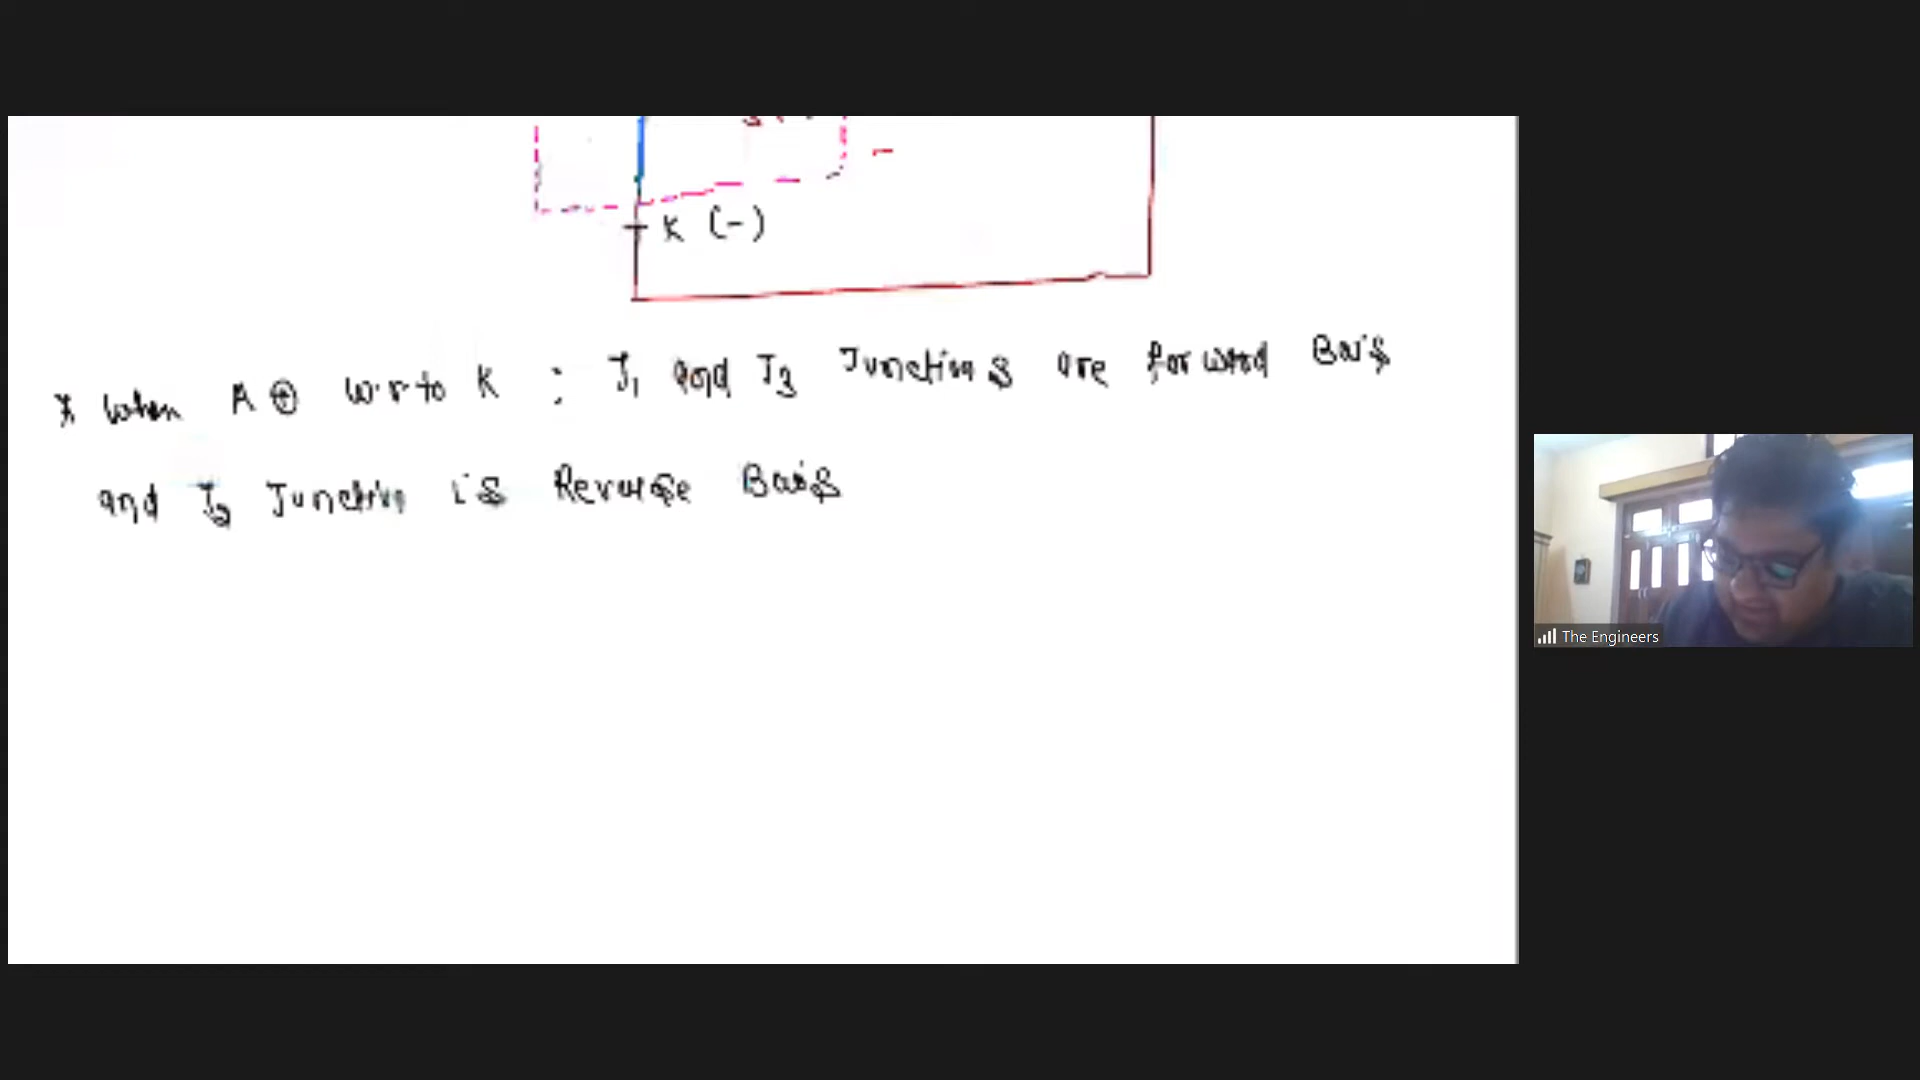 K (-)
* When A ⊕ w.r.to K : J1 and J3 Junctions are forward Bais
and J2 Junction is Reverse Bais
The Engineers